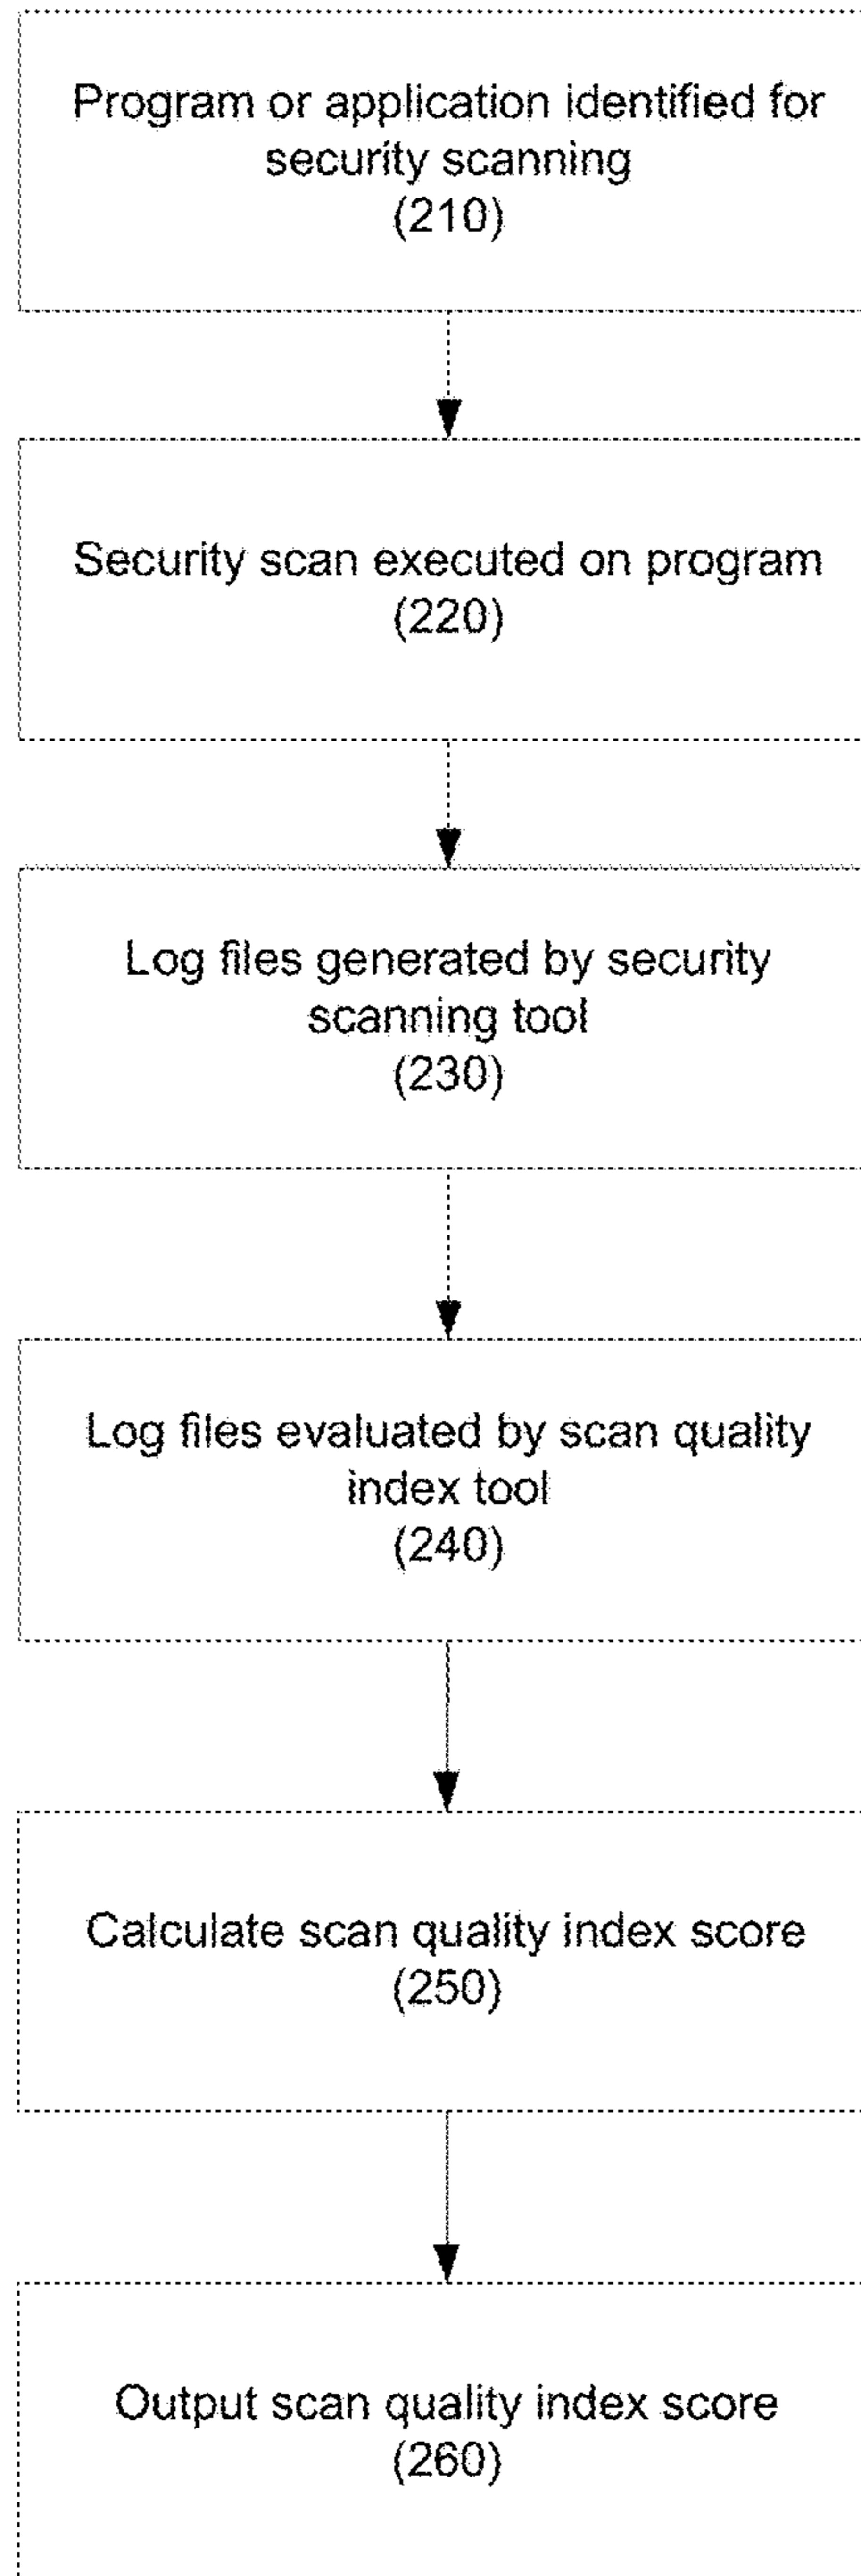 Program or application identified for
security scanning
(210)
Security scan executed on program
(220)
Log files generated by security
scanning tool
(230)
Log files evaluated by scan quality
index tool
(240)
Calculate scan quality index score
(250)
Output scan quality index score
(260)